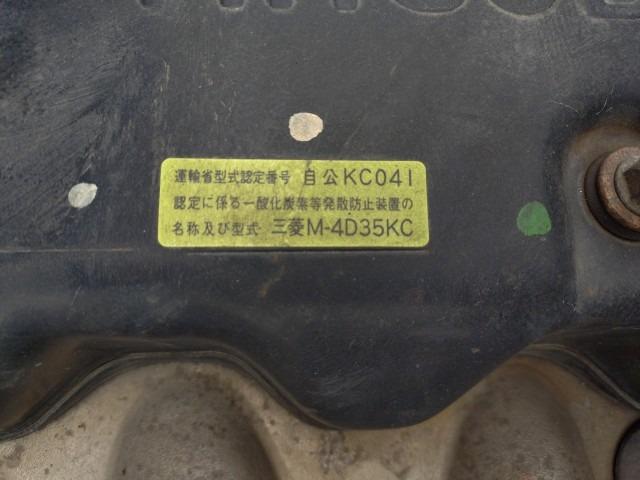 運輸省型式認定番号 自公KC041
認定に係る一酸化炭素等発散防止装置の
名称及び型式 三菱M-4D35KC